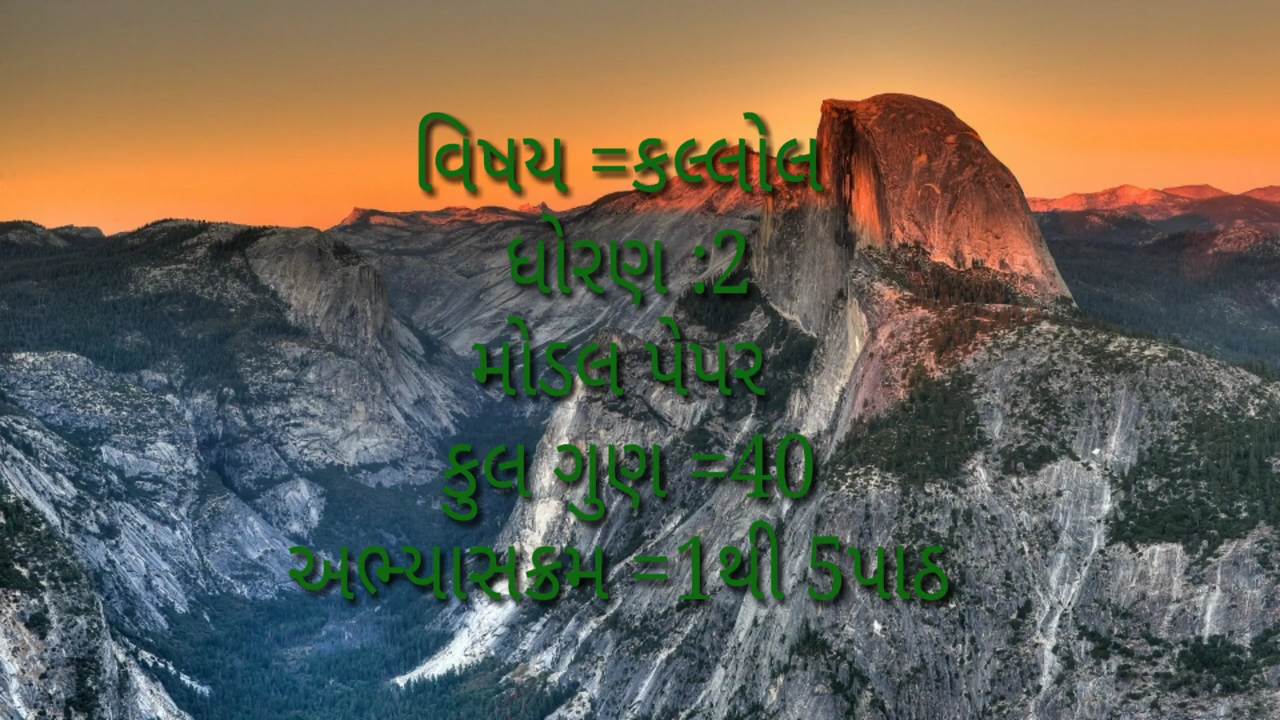 વિષય =કલ્લોલ
ધોરણ :2
મોડલ પેપર
કુલ ગુણ =40
અભ્યાસક્રમ =1થી 5પાઠ